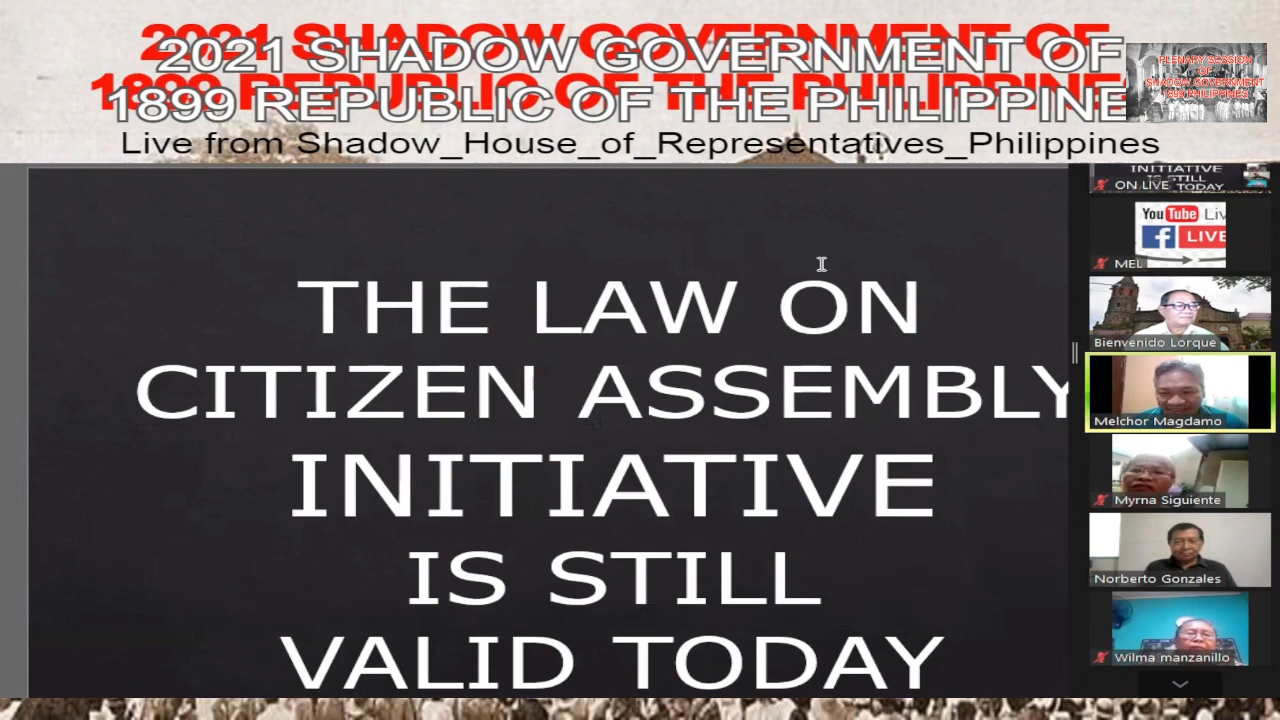 2021 SHADOW GOVERNMENT OF
1899 REPUBLIC OF THE PHILIPPINE
PLENARY SESSION
OF
SHADOW GOVERNMENT
1899 PHILIPPINES
Live from Shadow_House_of_Representatives_Philippines
THE LAW ON
CITIZEN ASSEMBLY
INITIATIVE
IS STILL
VALID TODAY
INITIATIVE
IS STILL
TODAY
ON LIVE
YouTube Liv
f LIVE
MEL
Bienvenido Lorque
Melchor Magdamo
Myrna Siguiente
Norberto Gonzales
Wilma manzanillo